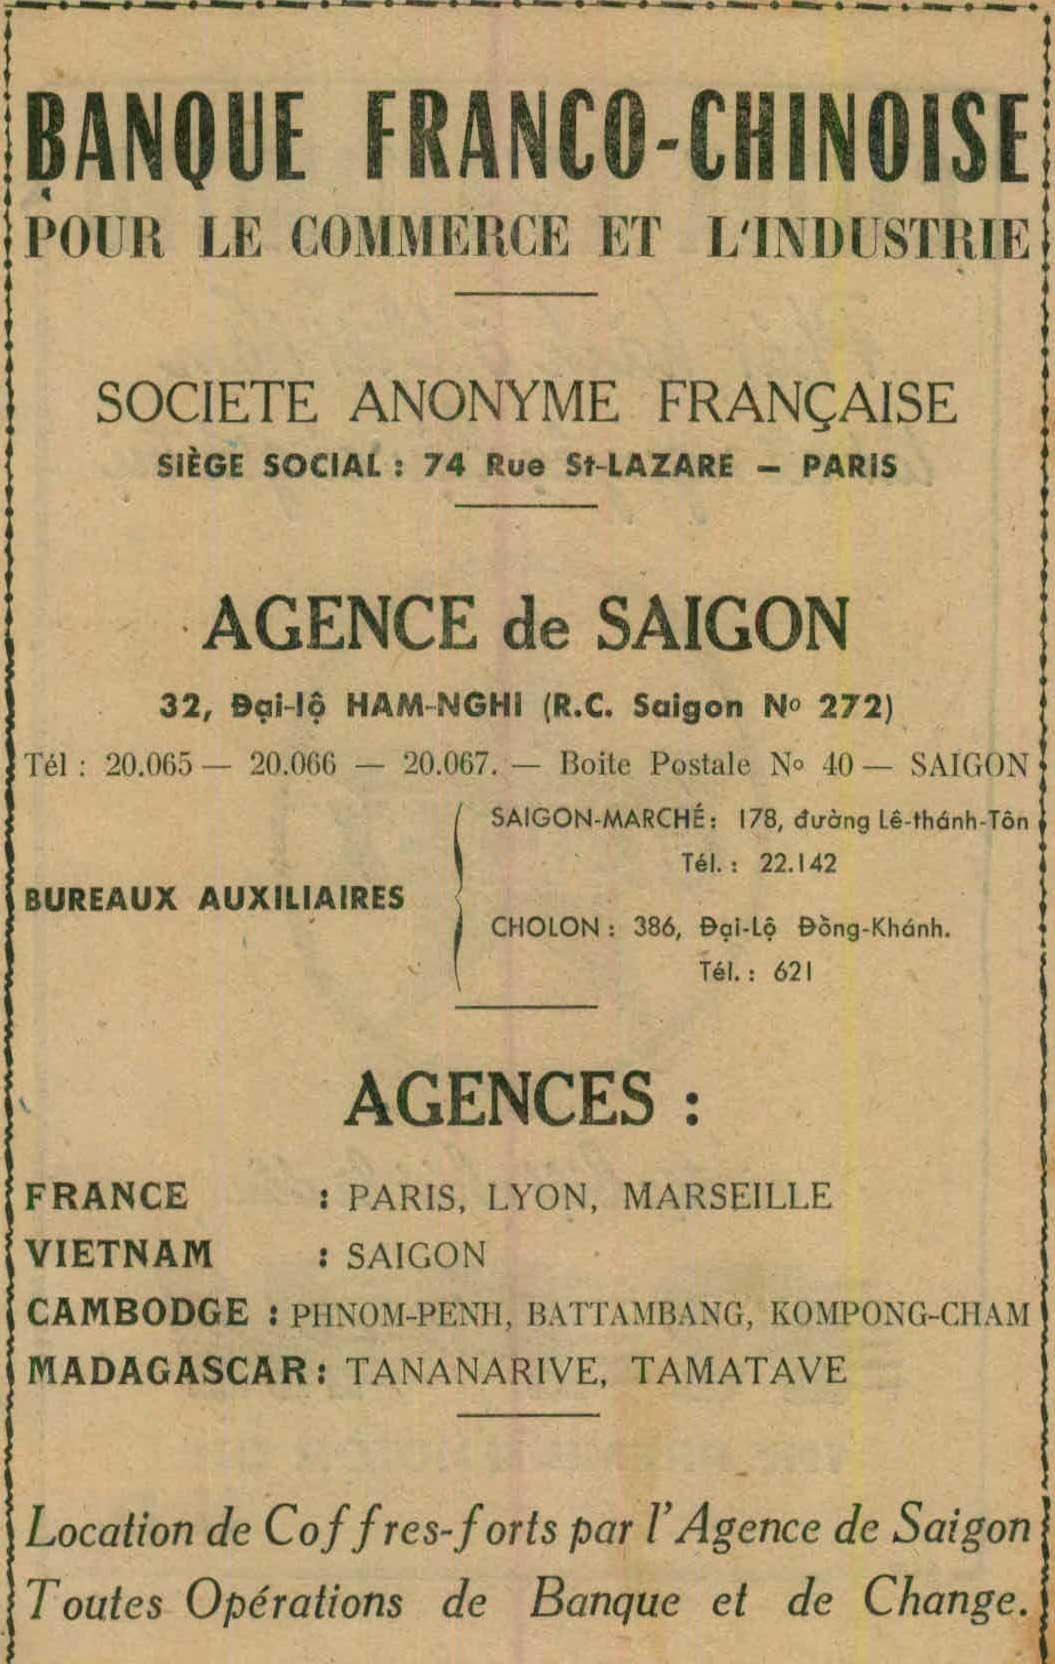 BANQUE FRANCO-CHINOISE
POUR LE COMMERCE ET L'INDUSTRIE
SOCIETE ANONYME FRANÇAISE
SIÈGE SOCIAL : 74 Rue St-LAZARE – PARIS
AGENCE de SAIGON
32, Đại-lộ HAM-NGHI (R.C. Saigon Nº 272)
Tél : 20.065 — 20.066 — 20.067. — Boite Postale Nº 40 — SAIGON
BUREAUX AUXILIAIRES
SAIGON-MARCHÉ : 178, đường Lê-thánh-Tôn
Tél. : 22.142
CHOLON : 386, Đại-Lộ Đồng-Khánh.
Tél. : 621
AGENCES :
FRANCE : PARIS, LYON, MARSEILLE
VIETNAM : SAIGON
CAMBODGE : PHNOM-PENH, BATTAMBANG, KOMPONG-CHAM
MADAGASCAR : TANANARIVE, TAMATAVE
Location de Coffres-forts par l'Agence de Saigon
Toutes Opérations de Banque et de Change.